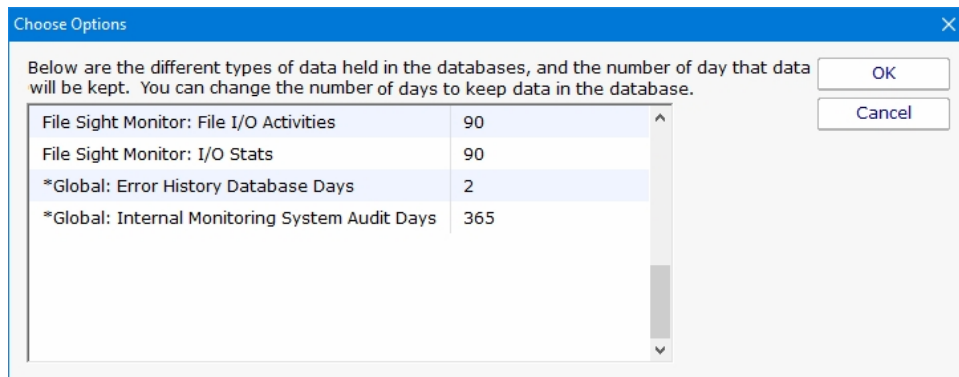 Choose Options
Below are the different types of data held in the databases, and the number of day that data
will be kept.  You can change the number of days to keep data in the database.
OK
Cancel
File Sight Monitor: File I/O Activities 90
File Sight Monitor: I/O Stats 90
*Global: Error History Database Days 2
*Global: Internal Monitoring System Audit Days 365